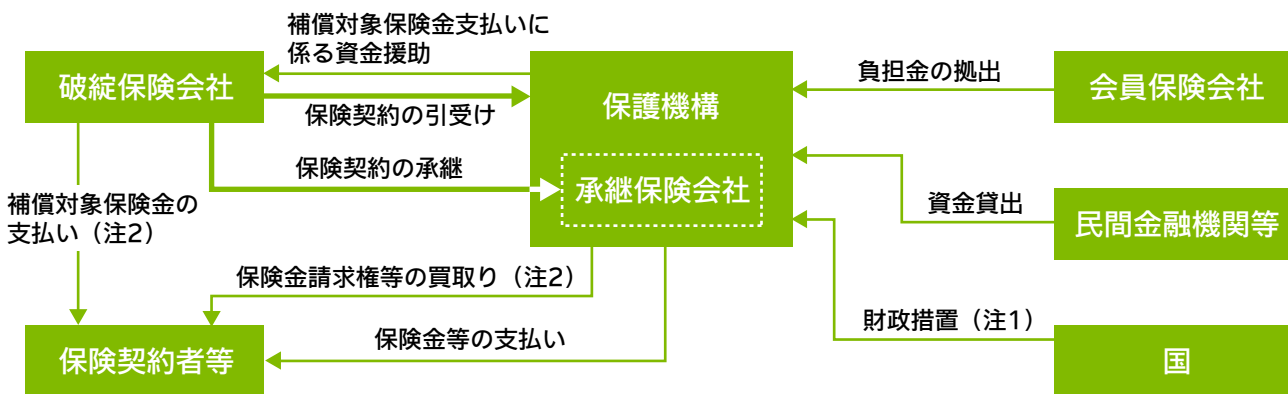 補償対象保険金支払いに
係る資金援助
破綻保険会社
保険契約の引受け
保護機構
負担金の拠出
会員保険会社
保険契約の承継
承継保険会社
資金貸出
民間金融機関等
補償対象保険金の
支払い（注2）
保険金請求権等の買取り（注2）
財政措置（注1）
保険金等の支払い
保険契約者等
国